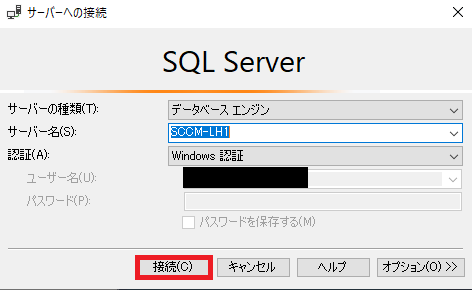 サーバーへの接続
SQL Server
サーバーの種類(T): データベース エンジン
サーバー名(S): SCCM-LH1
認証(A): Windows 認証
ユーザー名(U):
パスワード(P):
パスワードを保存する(M)
接続(C) キャンセル ヘルプ オプション(O) >>